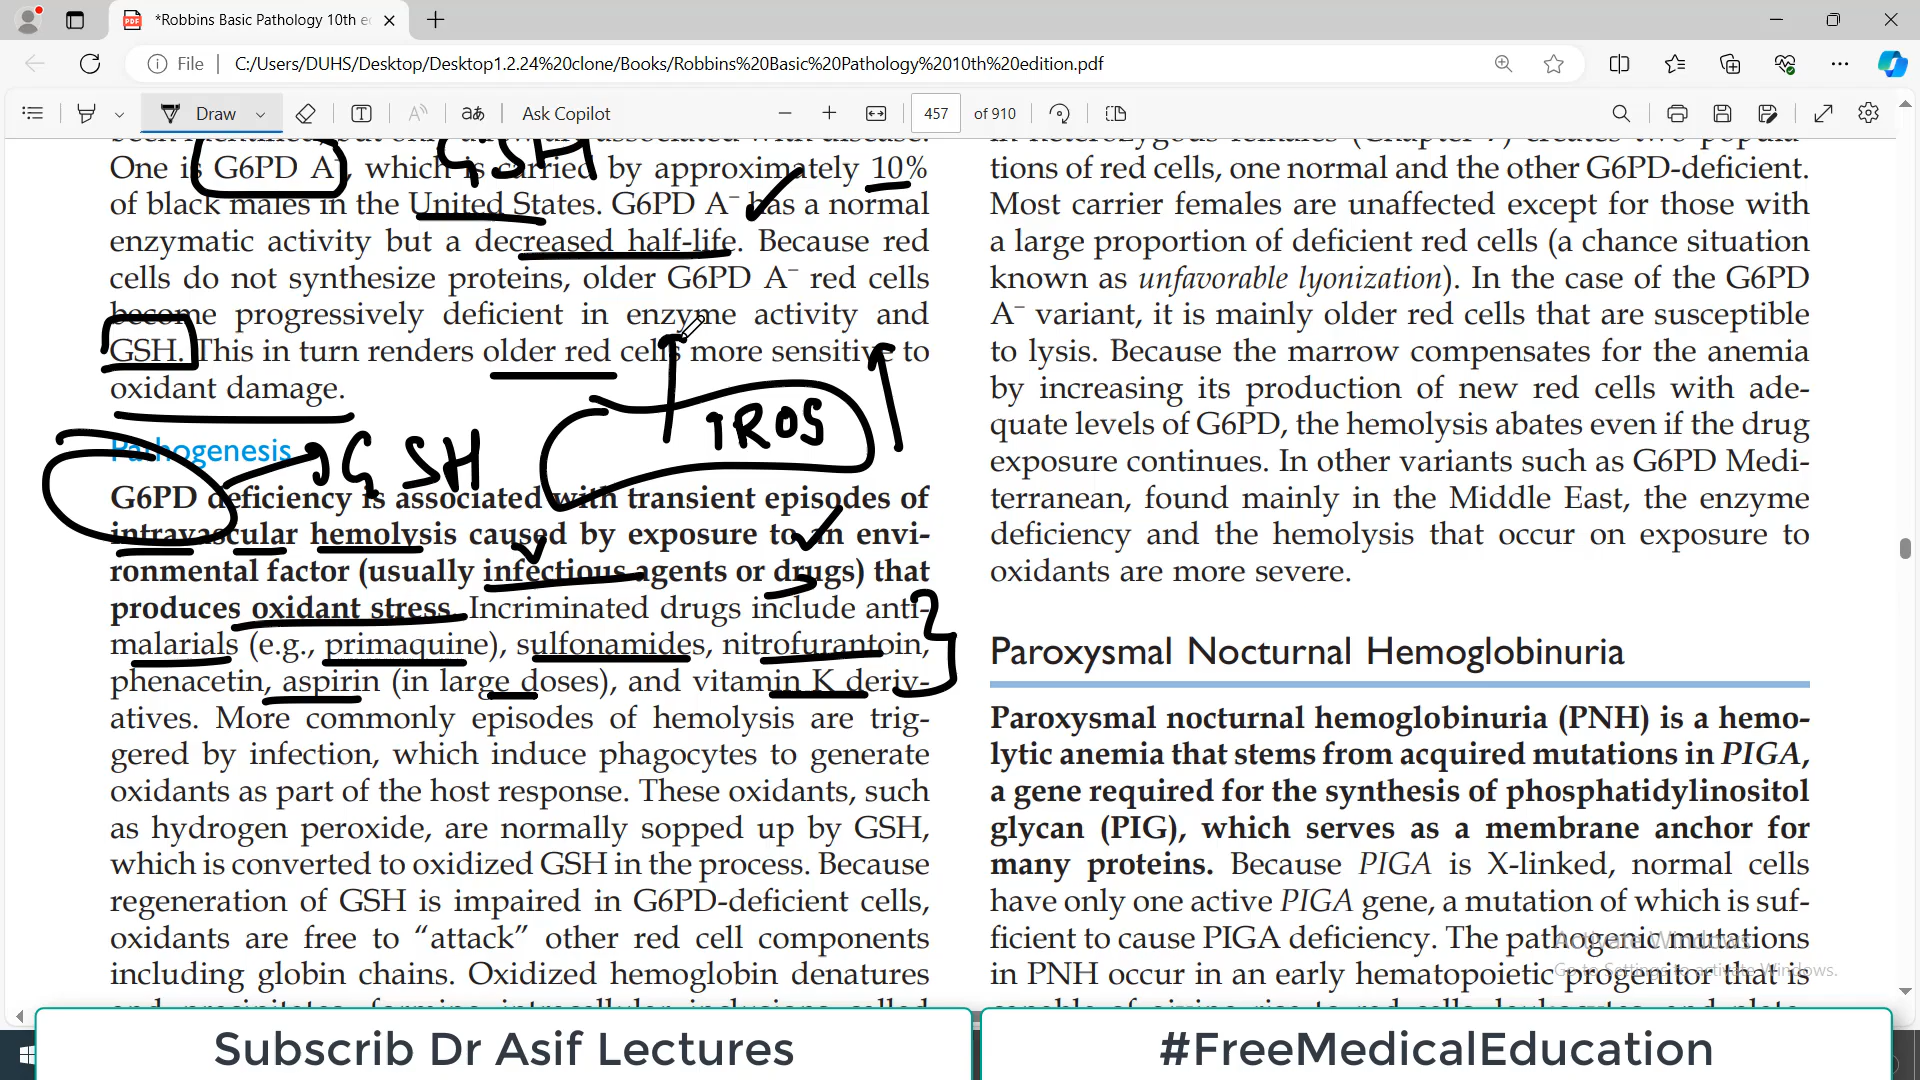 *Robbins Basic Pathology 10th e
File
C:/Users/DUHS/Desktop/Desktop1.2.24%20clone/Books/Robbins%20Basic%20Pathology%2010th%20edition.pdf
Draw
Ask Copilot
457 of 910
GSH
One is G6PD A⁻, which is carried by approximately 10%
of black males in the United States. G6PD A⁻ has a normal
enzymatic activity but a decreased half-life. Because red
cells do not synthesize proteins, older G6PD A⁻ red cells
become progressively deficient in enzyme activity and
GSH. This in turn renders older red cells more sensitive to
oxidant damage.
ROS
Pathogenesis
GSH
G6PD deficiency is associated with transient episodes of
intravascular hemolysis caused by exposure to an envi-
ronmental factor (usually infectious agents or drugs) that
produces oxidant stress. Incriminated drugs include anti-
malarials (e.g., primaquine), sulfonamides, nitrofurantoin,
phenacetin, aspirin (in large doses), and vitamin K deriv-
atives. More commonly episodes of hemolysis are trig-
gered by infection, which induce phagocytes to generate
oxidants as part of the host response. These oxidants, such
as hydrogen peroxide, are normally sopped up by GSH,
which is converted to oxidized GSH in the process. Because
regeneration of GSH is impaired in G6PD-deficient cells,
oxidants are free to “attack” other red cell components
including globin chains. Oxidized hemoglobin denatures
tions of red cells, one normal and the other G6PD-deficient.
Most carrier females are unaffected except for those with
a large proportion of deficient red cells (a chance situation
known as unfavorable lyonization). In the case of the G6PD
A⁻ variant, it is mainly older red cells that are susceptible
to lysis. Because the marrow compensates for the anemia
by increasing its production of new red cells with ade-
quate levels of G6PD, the hemolysis abates even if the drug
exposure continues. In other variants such as G6PD Medi-
terranean, found mainly in the Middle East, the enzyme
deficiency and the hemolysis that occur on exposure to
oxidants are more severe.
Paroxysmal Nocturnal Hemoglobinuria
Paroxysmal nocturnal hemoglobinuria (PNH) is a hemo-
lytic anemia that stems from acquired mutations in PIGA,
a gene required for the synthesis of phosphatidylinositol
glycan (PIG), which serves as a membrane anchor for
many proteins. Because PIGA is X-linked, normal cells
have only one active PIGA gene, a mutation of which is suf-
ficient to cause PIGA deficiency. The pathogenic mutations
in PNH occur in an early hematopoietic progenitor that is
Activate Windows
Go to Settings to activate Windows.
Subscrib Dr Asif Lectures
#FreeMedicalEducation